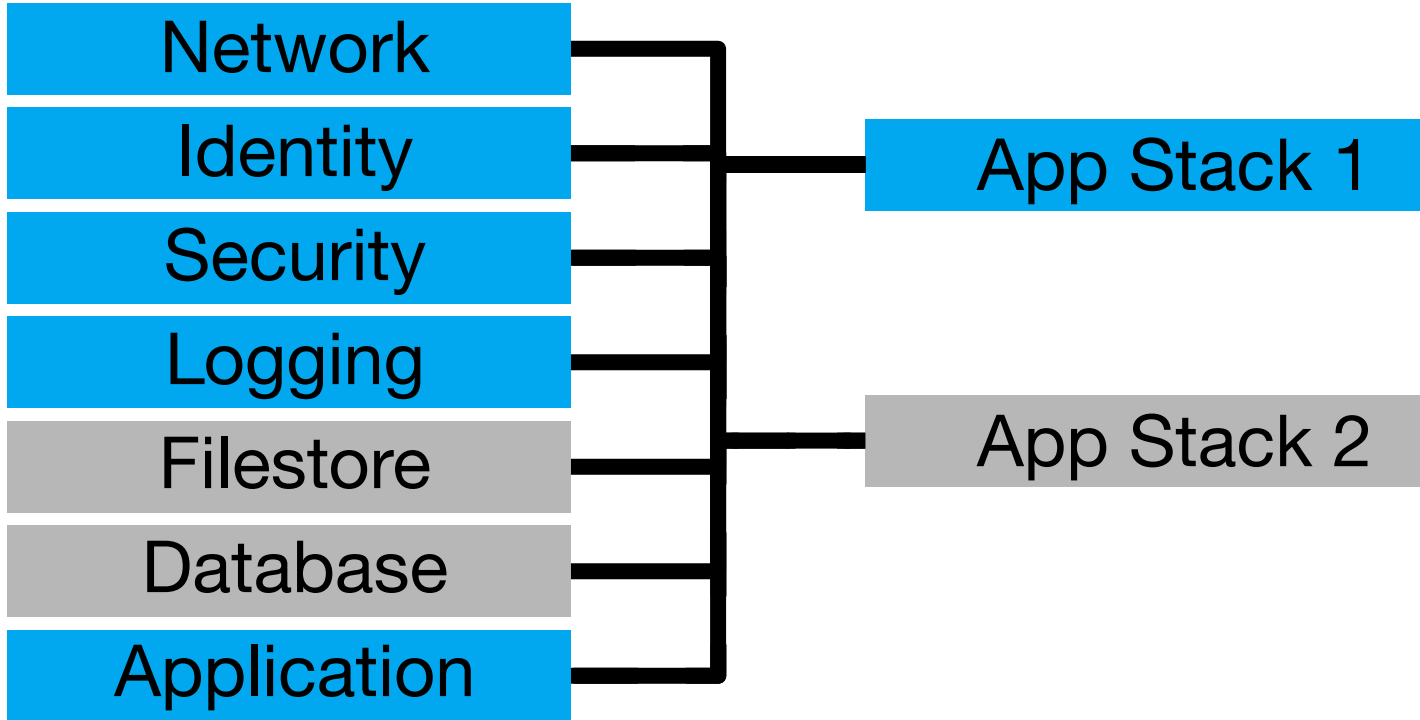 Network
Identity
Security
Logging
Filestore
Database
Application
App Stack 1
App Stack 2